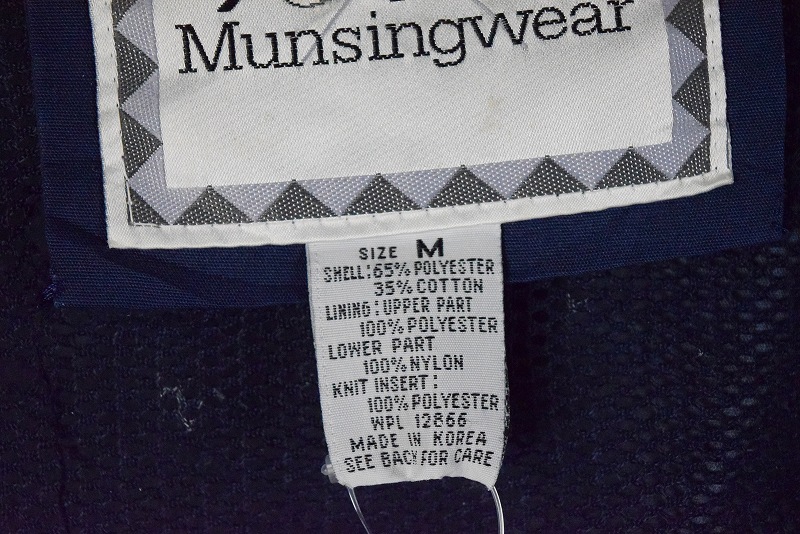 Munsingwear
SIZE M
SHELL:65% POLYESTER
35% COTTON
LINING:UPPER PART
100% POLYESTER
LOWER PART
100% NYLON
KNIT INSERT:
100% POLYESTER
WPL 12866
MADE IN KOREA
SEE BACK FOR CARE